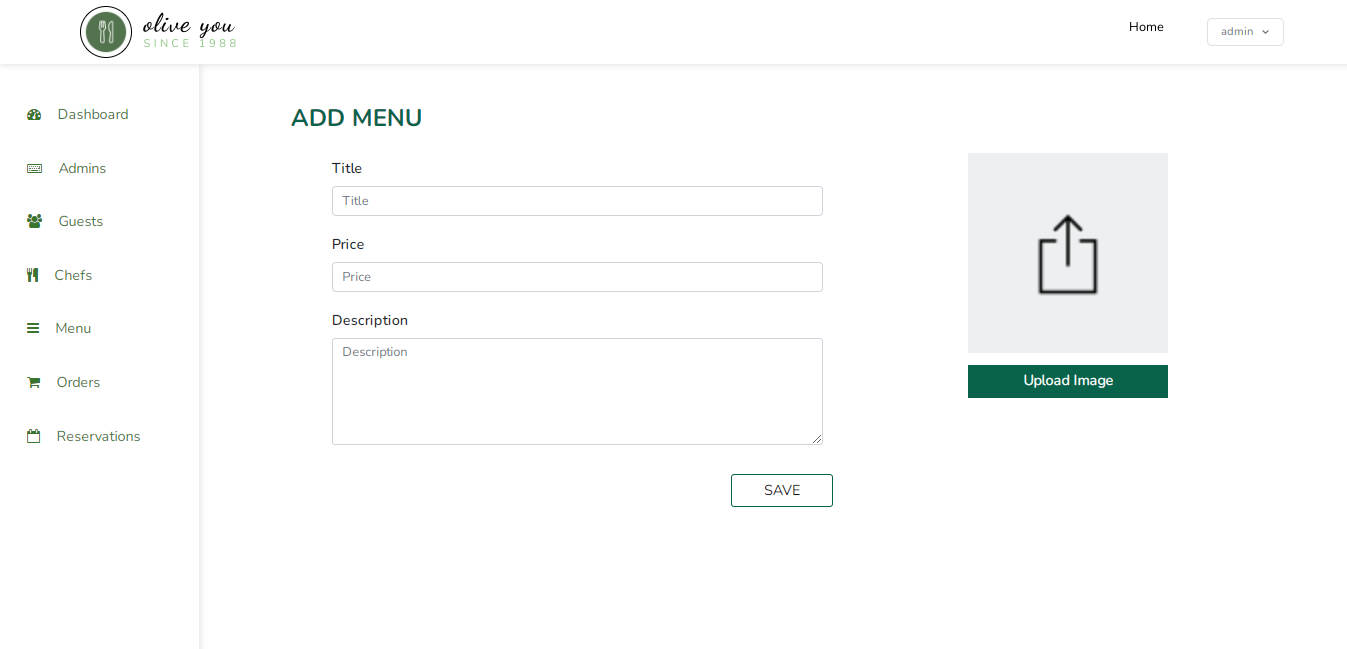 olive you
SINCE 1988
Home
admin
Dashboard
Admins
Guests
Chefs
Menu
Orders
Reservations
ADD MENU
Title
Title
Price
Price
Description
Description
SAVE
Upload Image